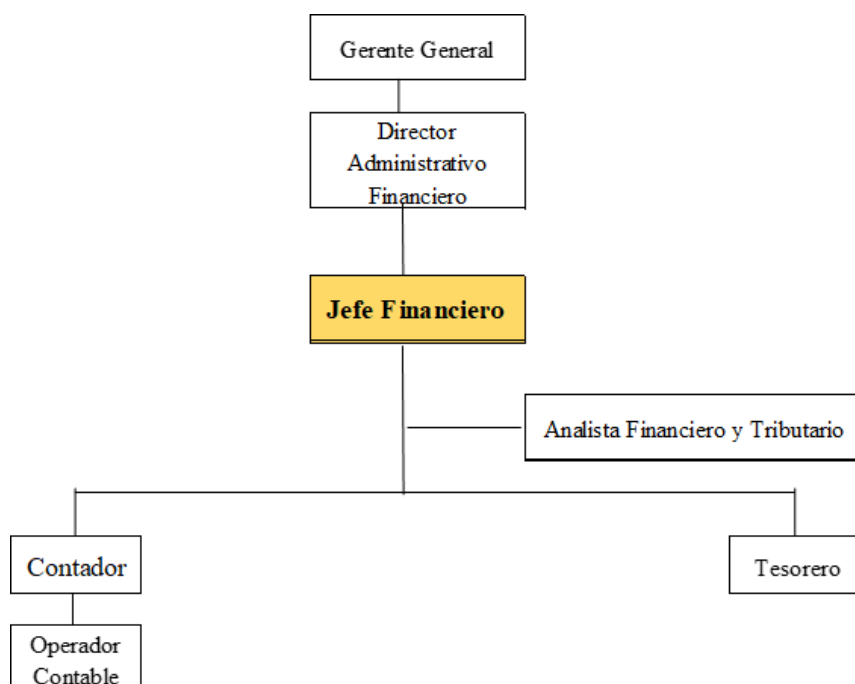 Gerente General
Director
Administrativo
Financiero
Jefe Financiero
Analista Financiero y Tributario
Contador
Tesorero
Operador
Contable